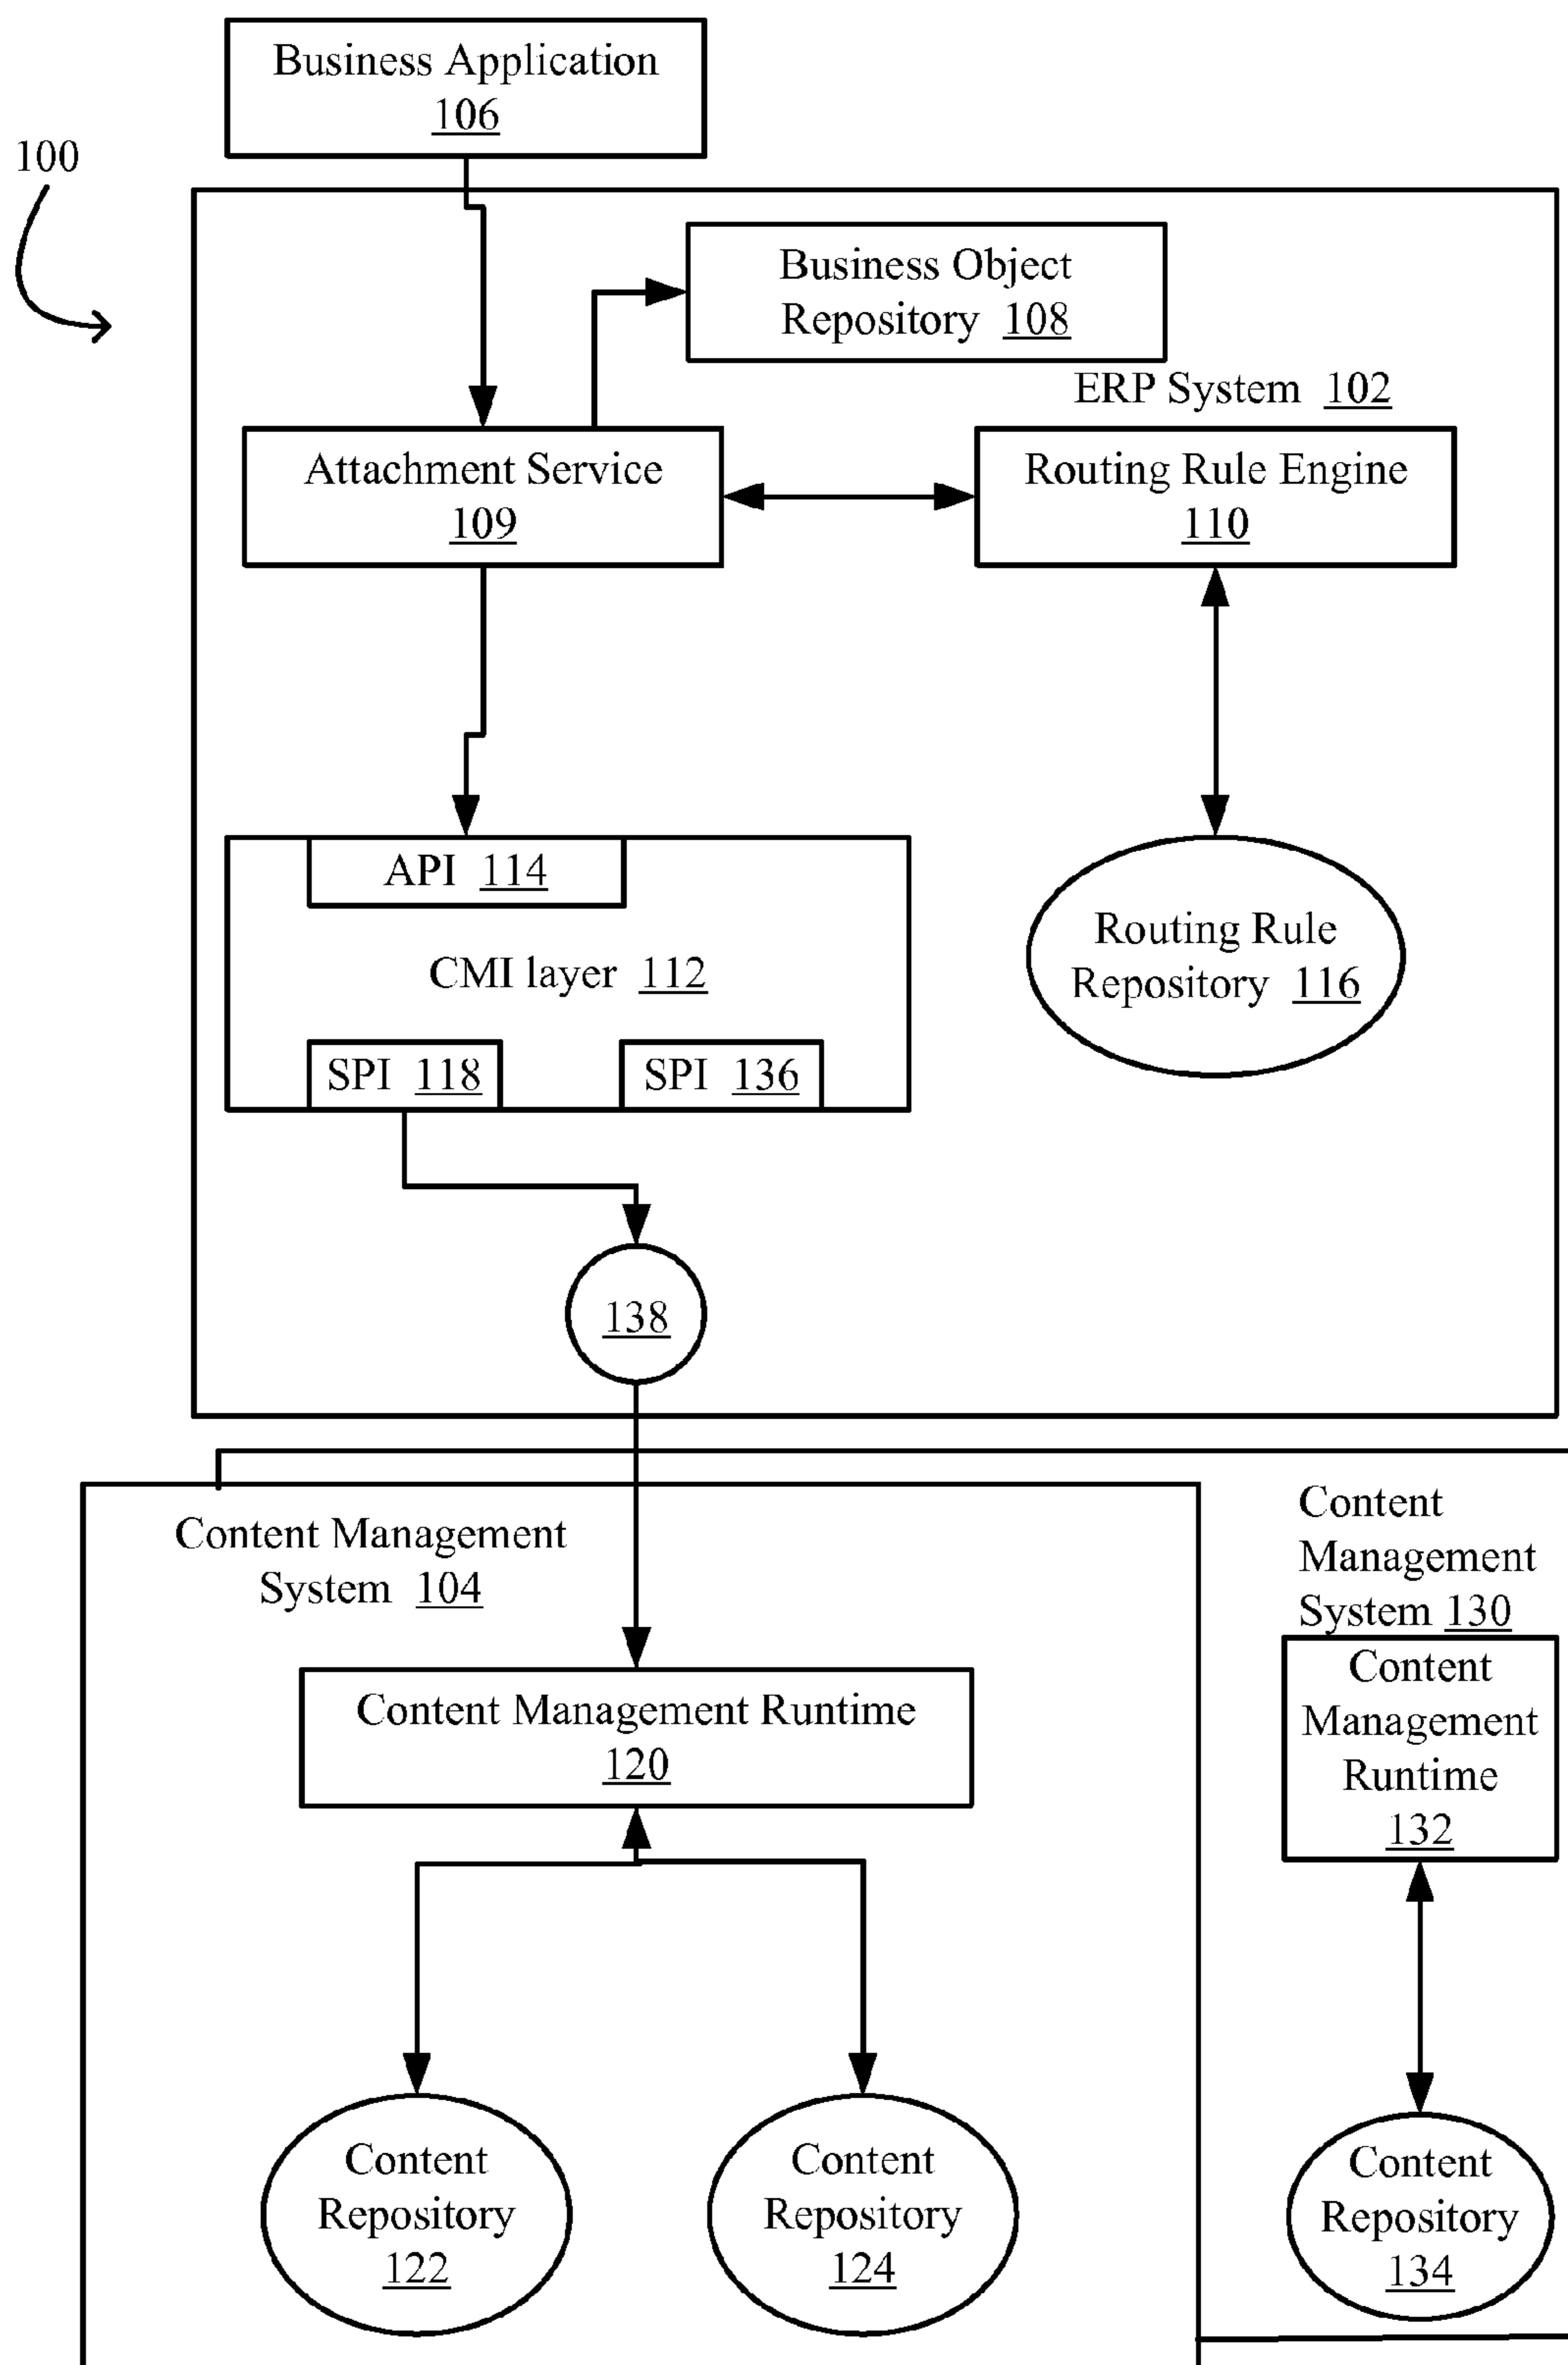 Business Application
106
100
Business Object
Repository 108
ERP System 102
Attachment Service
109
Routing Rule Engine
110
API 114
CMI layer 112
Routing Rule
Repository 116
SPI 118
SPI 136
138
Content Management
System 104
Content
Management
System 130
Content Management Runtime
120
Content
Management
Runtime
132
Content
Repository
122
Content
Repository
124
Content
Repository
134